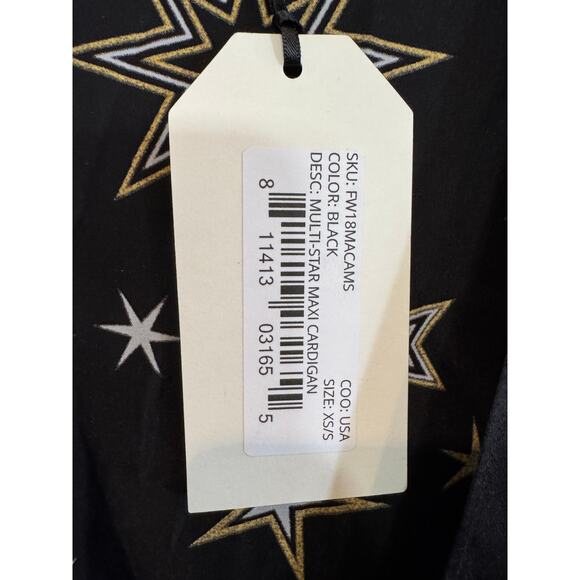 SKU: FW18MACAMS
COLOR: BLACK COO: USA
DESC: MULTI-STAR MAXI CARDIGAN SIZE: XS/S
8 11413 03165 5